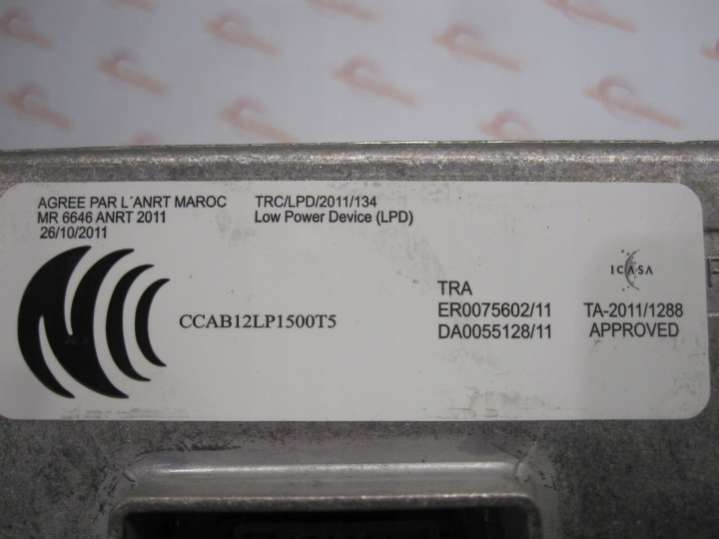 AGREE PAR L´ANRT MAROC
MR 6646 ANRT 2011
26/10/2011
TRC/LPD/2011/134
Low Power Device (LPD)
CCAB12LP1500T5
TRA
ER0075602/11
DA0055128/11
ICASA
TA-2011/1288
APPROVED